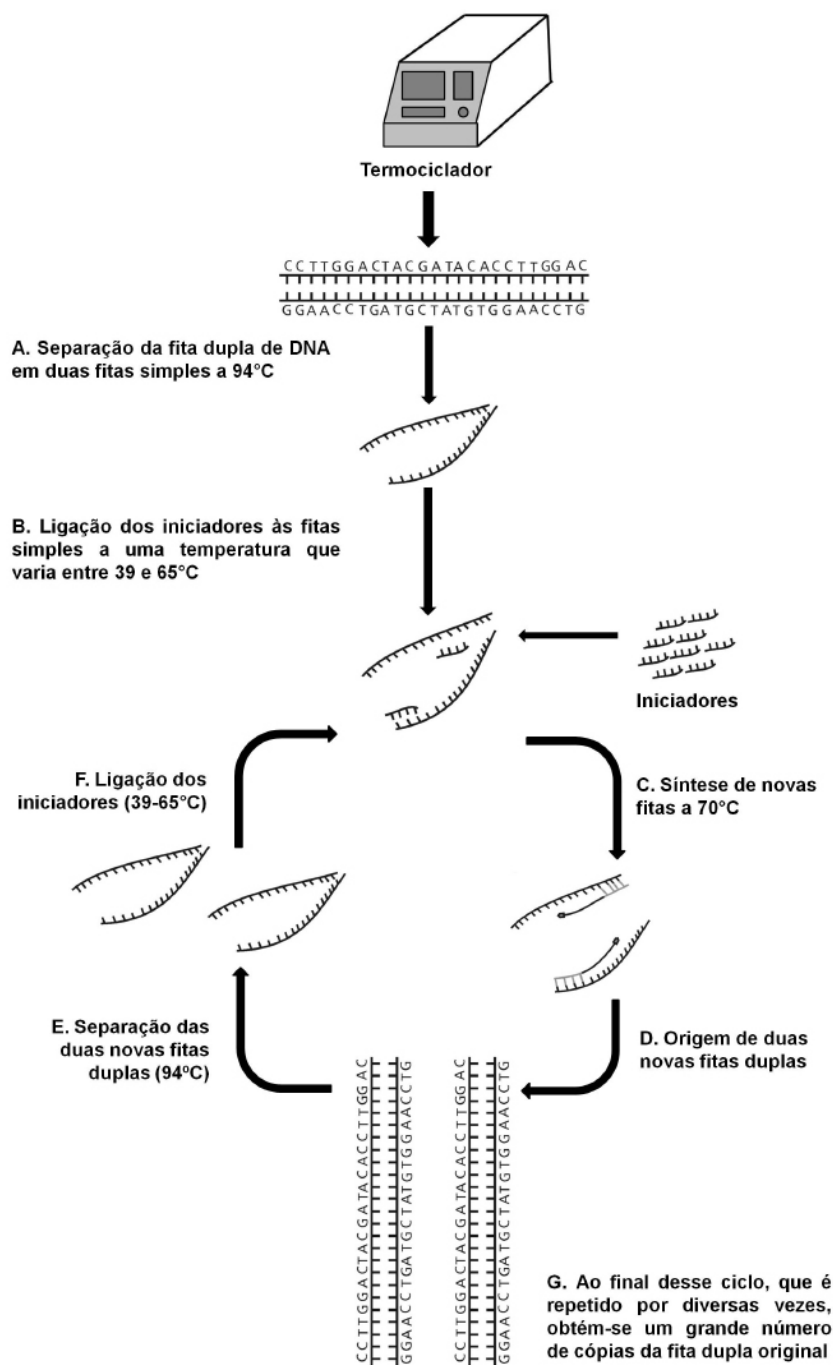 Termociclador
CCTTGGACTACGATACACCTTGGAC
GGAACCTGATGCTATGTGGAACCTG
A. Separação da fita dupla de DNA
em duas fitas simples a 94°C
B. Ligação dos iniciadores às fitas
simples a uma temperatura que
varia entre 39 e 65°C
Iniciadores
F. Ligação dos
iniciadores (39-65°C)
C. Síntese de novas
fitas a 70°C
E. Separação das
duas novas fitas
duplas (94ºC)
D. Origem de duas
novas fitas duplas
CCTTGGACTACGATACACCTTGGAC
GGAACCTGATGCTATGTGGAACCTG
CCTTGGACTACGATACACCTTGGAC
GGAACCTGATGCTATGTGGAACCTG
G. Ao final desse ciclo, que é
repetido por diversas vezes,
obtém-se um grande número
de cópias da fita dupla original